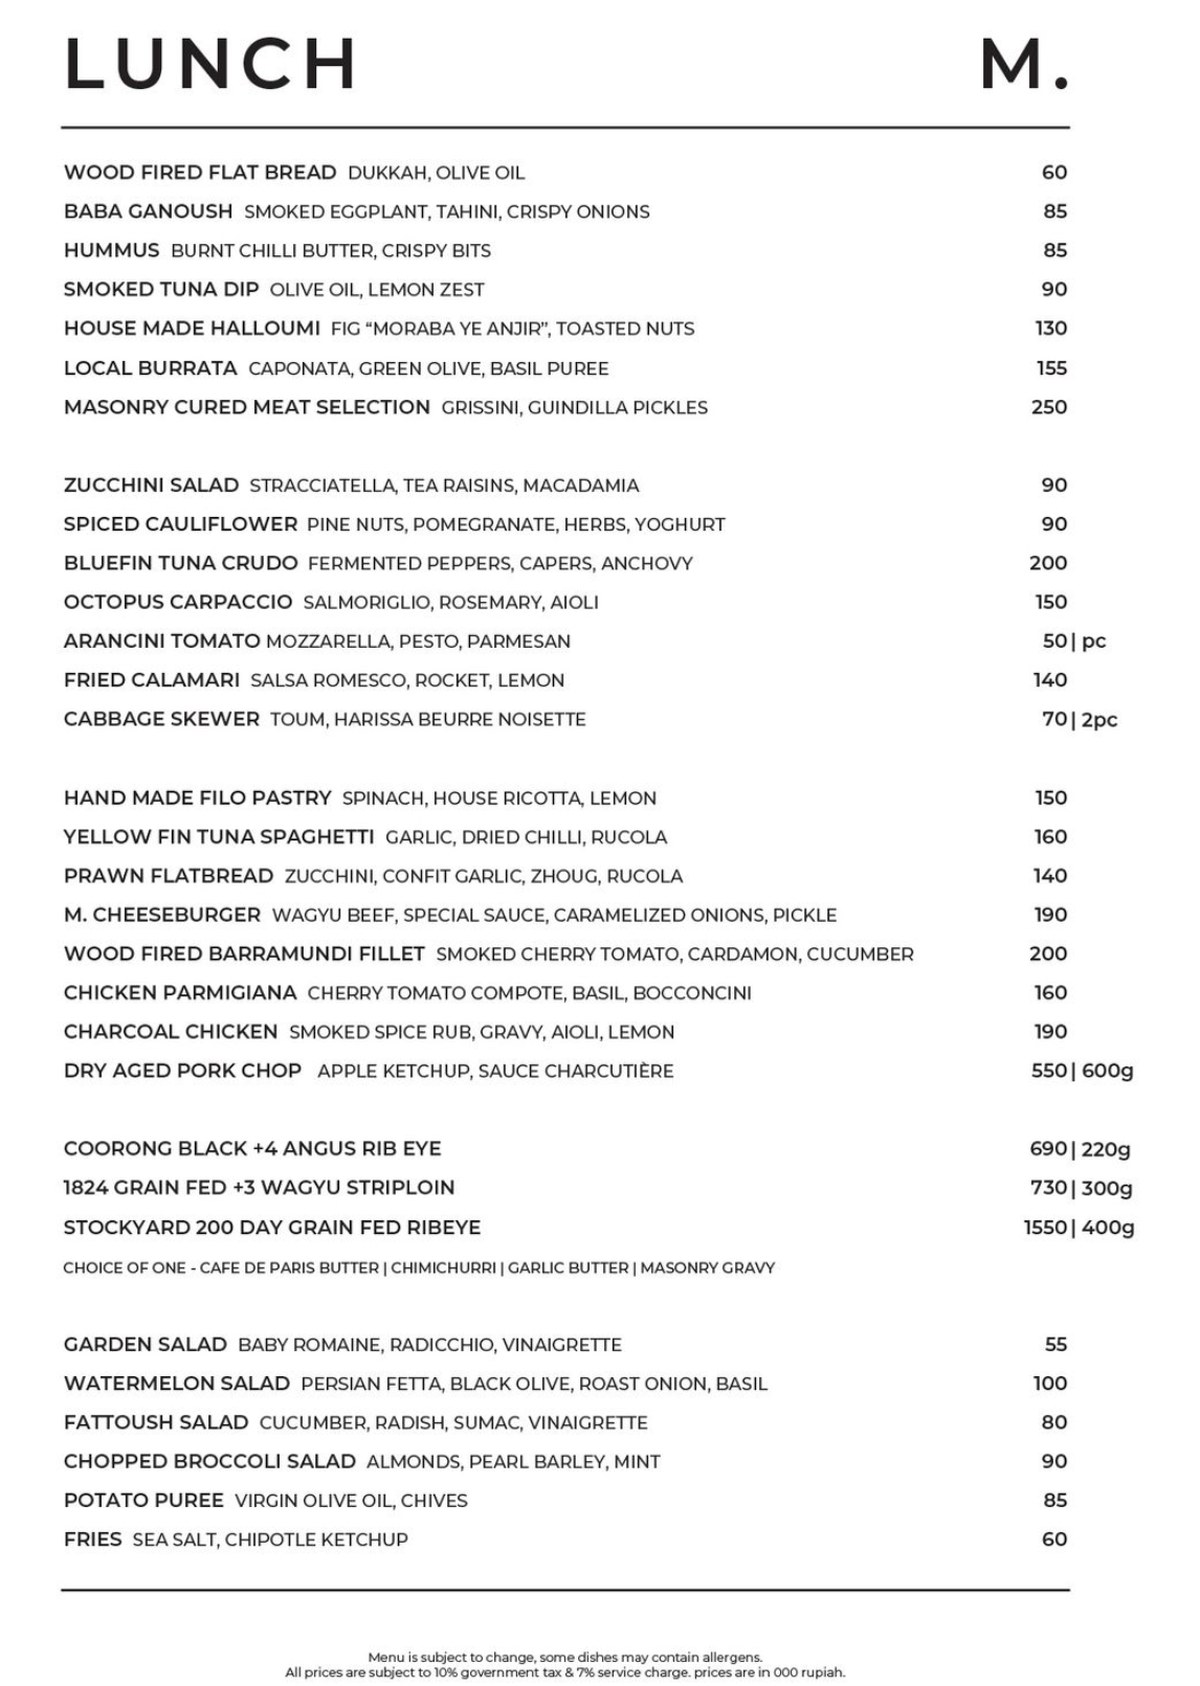 LUNCH M.
WOOD FIRED FLAT BREAD DUKKAH, OLIVE OIL 60
BABA GANOUSH SMOKED EGGPLANT, TAHINI, CRISPY ONIONS 85
HUMMUS BURNT CHILLI BUTTER, CRISPY BITS 85
SMOKED TUNA DIP OLIVE OIL, LEMON ZEST 90
HOUSE MADE HALLOUMI FIG “MORABA YE ANJIR”, TOASTED NUTS 130
LOCAL BURRATA CAPONATA, GREEN OLIVE, BASIL PUREE 155
MASONRY CURED MEAT SELECTION GRISSINI, GUINDILLA PICKLES 250
ZUCCHINI SALAD STRACCIATELLA, TEA RAISINS, MACADAMIA 90
SPICED CAULIFLOWER PINE NUTS, POMEGRANATE, HERBS, YOGHURT 90
BLUEFIN TUNA CRUDO FERMENTED PEPPERS, CAPERS, ANCHOVY 200
OCTOPUS CARPACCIO SALMORIGLIO, ROSEMARY, AIOLI 150
ARANCINI TOMATO MOZZARELLA, PESTO, PARMESAN 50| pc
FRIED CALAMARI SALSA ROMESCO, ROCKET, LEMON 140
CABBAGE SKEWER TOUM, HARISSA BEURRE NOISETTE 70| 2pc
HAND MADE FILO PASTRY SPINACH, HOUSE RICOTTA, LEMON 150
YELLOW FIN TUNA SPAGHETTI GARLIC, DRIED CHILLI, RUCOLA 160
PRAWN FLATBREAD ZUCCHINI, CONFIT GARLIC, ZHOUG, RUCOLA 140
M. CHEESEBURGER WAGYU BEEF, SPECIAL SAUCE, CARAMELIZED ONIONS, PICKLE 190
WOOD FIRED BARRAMUNDI FILLET SMOKED CHERRY TOMATO, CARDAMON, CUCUMBER 200
CHICKEN PARMIGIANA CHERRY TOMATO COMPOTE, BASIL, BOCCONCINI 160
CHARCOAL CHICKEN SMOKED SPICE RUB, GRAVY, AIOLI, LEMON 190
DRY AGED PORK CHOP APPLE KETCHUP, SAUCE CHARCUTIÈRE 550| 600g
COORONG BLACK +4 ANGUS RIB EYE 690| 220g
1824 GRAIN FED +3 WAGYU STRIPLOIN 730| 300g
STOCKYARD 200 DAY GRAIN FED RIBEYE 1550| 400g
CHOICE OF ONE - CAFE DE PARIS BUTTER | CHIMICHURRI | GARLIC BUTTER | MASONRY GRAVY
GARDEN SALAD BABY ROMAINE, RADICCHIO, VINAIGRETTE 55
WATERMELON SALAD PERSIAN FETTA, BLACK OLIVE, ROAST ONION, BASIL 100
FATTOUSH SALAD CUCUMBER, RADISH, SUMAC, VINAIGRETTE 80
CHOPPED BROCCOLI SALAD ALMONDS, PEARL BARLEY, MINT 90
POTATO PUREE VIRGIN OLIVE OIL, CHIVES 85
FRIES SEA SALT, CHIPOTLE KETCHUP 60
Menu is subject to change, some dishes may contain allergens.
All prices are subject to 10% government tax & 7% service charge. prices are in 000 rupiah.